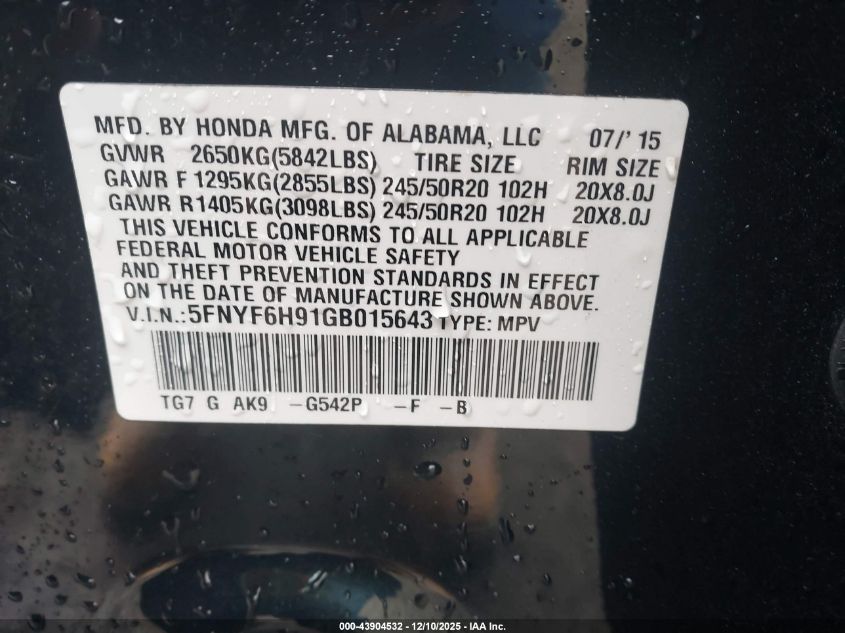 MFD. BY HONDA MFG. OF ALABAMA, LLC 07/' 15
GVWR 2650KG(5842LBS) TIRE SIZE RIM SIZE
GAWR F 1295KG(2855LBS) 245/50R20 102H 20X8.0J
GAWR R1405KG(3098LBS) 245/50R20 102H 20X8.0J
THIS VEHICLE CONFORMS TO ALL APPLICABLE
FEDERAL MOTOR VEHICLE SAFETY
AND THEFT PREVENTION STANDARDS IN EFFECT
ON THE DATE OF MANUFACTURE SHOWN ABOVE.
V.I.N.:5FNYF6H91GB015643 TYPE: MPV
TG7 G AK9 -G542P -F -B
000-43904532 - 12/10/2025 - IAA Inc.